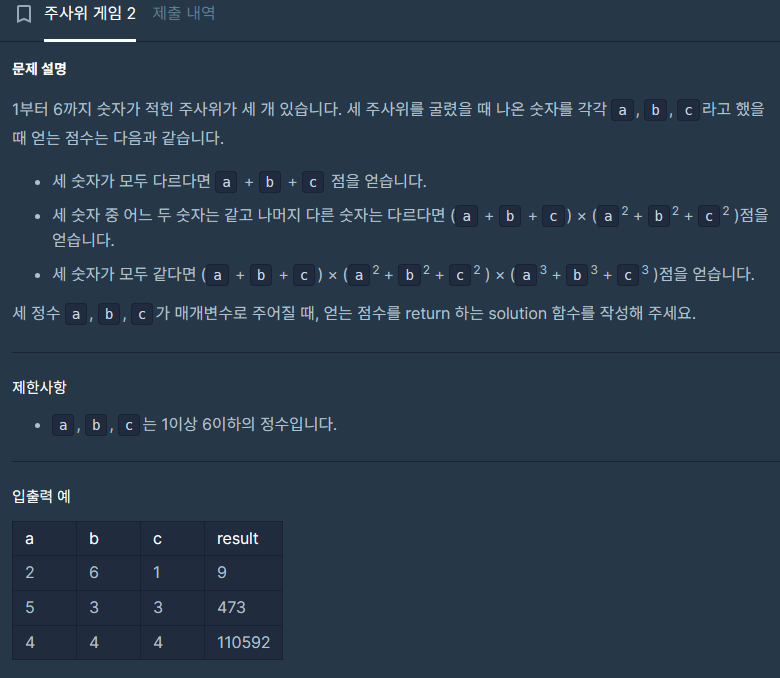 주사위 게임 2 제출 내역
문제 설명
1부터 6까지 숫자가 적힌 주사위가 세 개 있습니다. 세 주사위를 굴렸을 때 나온 숫자를 각각 a , b , c 라고 했을
때 얻는 점수는 다음과 같습니다.
• 세 숫자가 모두 다르다면 a + b + c 점을 얻습니다.
• 세 숫자 중 어느 두 숫자는 같고 나머지 다른 숫자는 다르다면 ( a + b + c ) × ( a ² + b ² + c ² )점을
얻습니다.
• 세 숫자가 모두 같다면 ( a + b + c ) × ( a ² + b ² + c ² ) × ( a ³ + b ³ + c ³ )점을 얻습니다.
세 정수 a , b , c 가 매개변수로 주어질 때, 얻는 점수를 return 하는 solution 함수를 작성해 주세요.
제한사항
• a , b , c 는 1이상 6이하의 정수입니다.
입출력 예
a b c result
2 6 1 9
5 3 3 473
4 4 4 110592